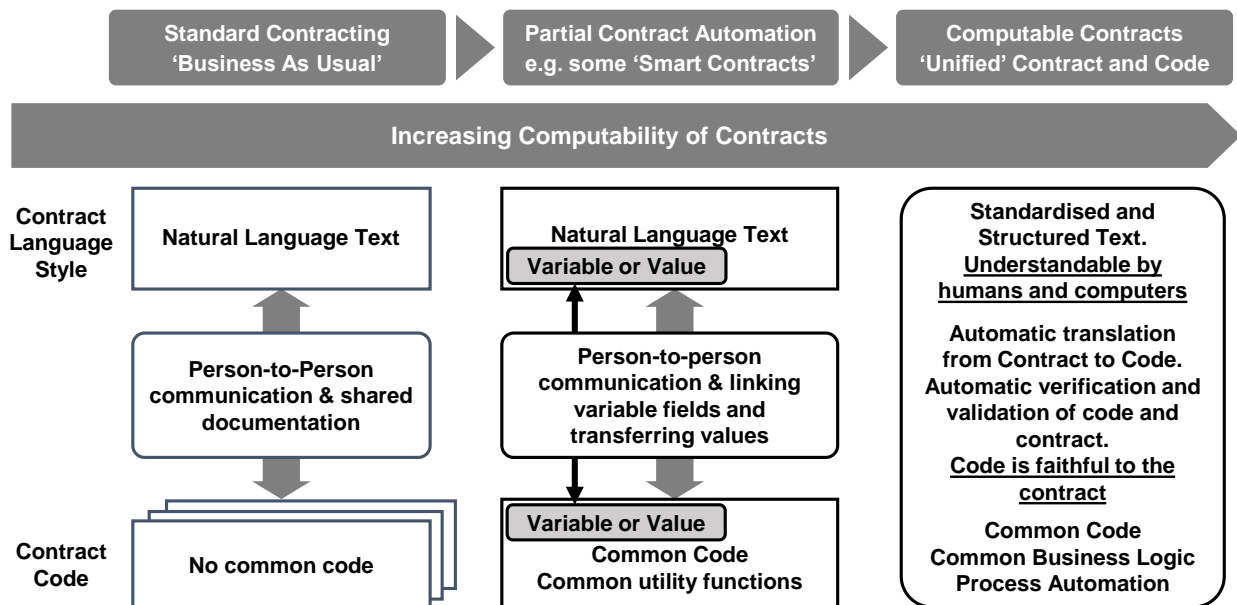 Standard Contracting
‘Business As Usual’
Partial Contract Automation
e.g. some ‘Smart Contracts’
Computable Contracts
‘Unified’ Contract and Code
Increasing Computability of Contracts
Contract
Language
Style
Natural Language Text
Natural Language Text
Variable or Value
Person-to-Person
communication & shared
documentation
Person-to-person
communication & linking
variable fields and
transferring values
Contract
Code
No common code
Variable or Value
Common Code
Common utility functions
Standardised and
Structured Text.
Understandable by
humans and computers
Automatic translation
from Contract to Code.
Automatic verification and
validation of code and
contract.
Code is faithful to the
contract
Common Code
Common Business Logic
Process Automation